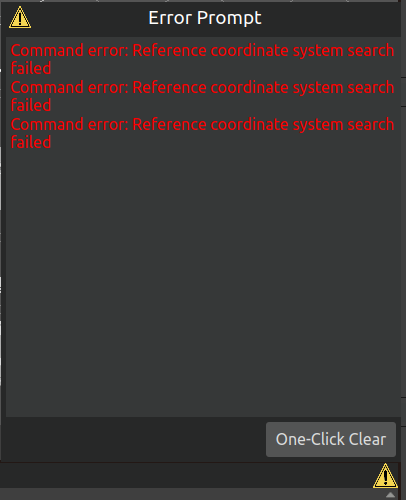 Error Prompt
Command error: Reference coordinate system search
failed
Command error: Reference coordinate system search
failed
Command error: Reference coordinate system search
failed
One-Click Clear